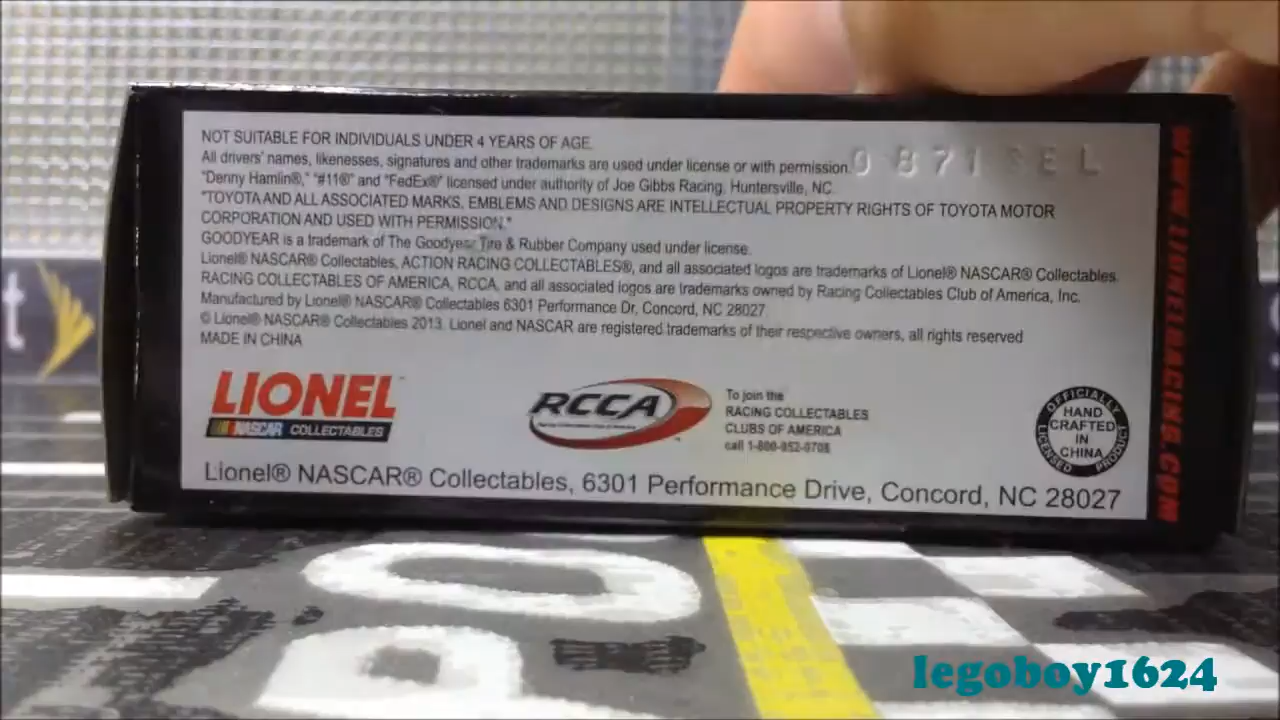 NOT SUITABLE FOR INDIVIDUALS UNDER 4 YEARS OF AGE.
All drivers' names, likenesses, signatures and other trademarks are used under license or with permission.
"Denny Hamlin®," "#11®" and "FedEx®" licensed under authority of Joe Gibbs Racing, Huntersville, NC.
"TOYOTA AND ALL ASSOCIATED MARKS, EMBLEMS AND DESIGNS ARE INTELLECTUAL PROPERTY RIGHTS OF TOYOTA MOTOR
CORPORATION AND USED WITH PERMISSION."
GOODYEAR is a trademark of The Goodyear Tire & Rubber Company used under license.
Lionel® NASCAR® Collectables, ACTION RACING COLLECTABLES®, and all associated logos are trademarks of Lionel® NASCAR® Collectables.
RACING COLLECTABLES OF AMERICA, RCCA, and all associated logos are trademarks owned by Racing Collectables Club of America, Inc.
Manufactured by Lionel® NASCAR® Collectables 6301 Performance Dr, Concord, NC 28027
© Lionel® NASCAR® Collectables 2013. Lionel and NASCAR are registered trademarks of their respective owners, all rights reserved
MADE IN CHINA
LIONEL
NASCAR COLLECTABLES
RCCA
To join the
RACING COLLECTABLES
CLUBS OF AMERICA
call 1-800-952-0708
OFFICIALLY
HAND
CRAFTED
IN
CHINA
LICENSED PRODUCT
Lionel® NASCAR® Collectables, 6301 Performance Drive, Concord, NC 28027
WWW.LIONELRACING.COM
legoboy1624